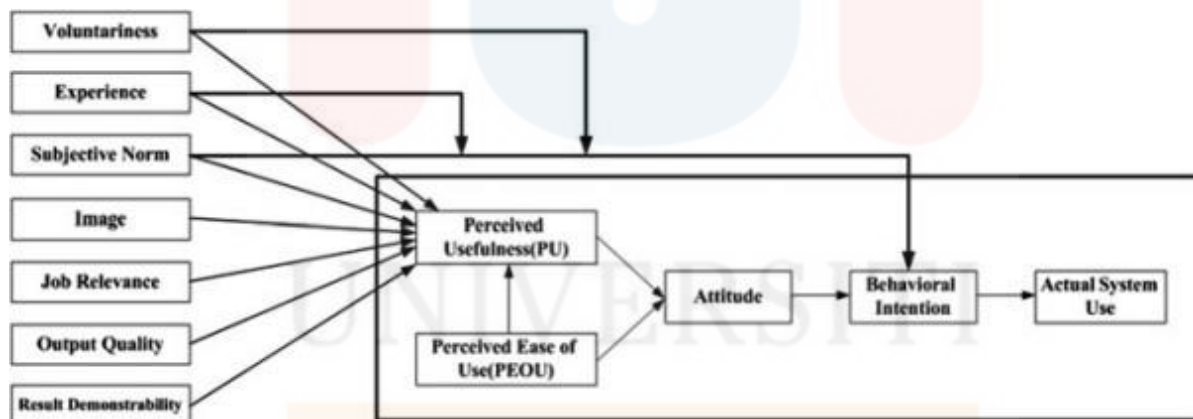 Voluntariness
Experience
Subjective Norm
Image
Job Relevance
Output Quality
Result Demonstrability
Perceived
Usefulness(PU)
Perceived Ease of
Use(PEOU)
Attitude
Behavioral
Intention
Actual System
Use
UNIVERSITI